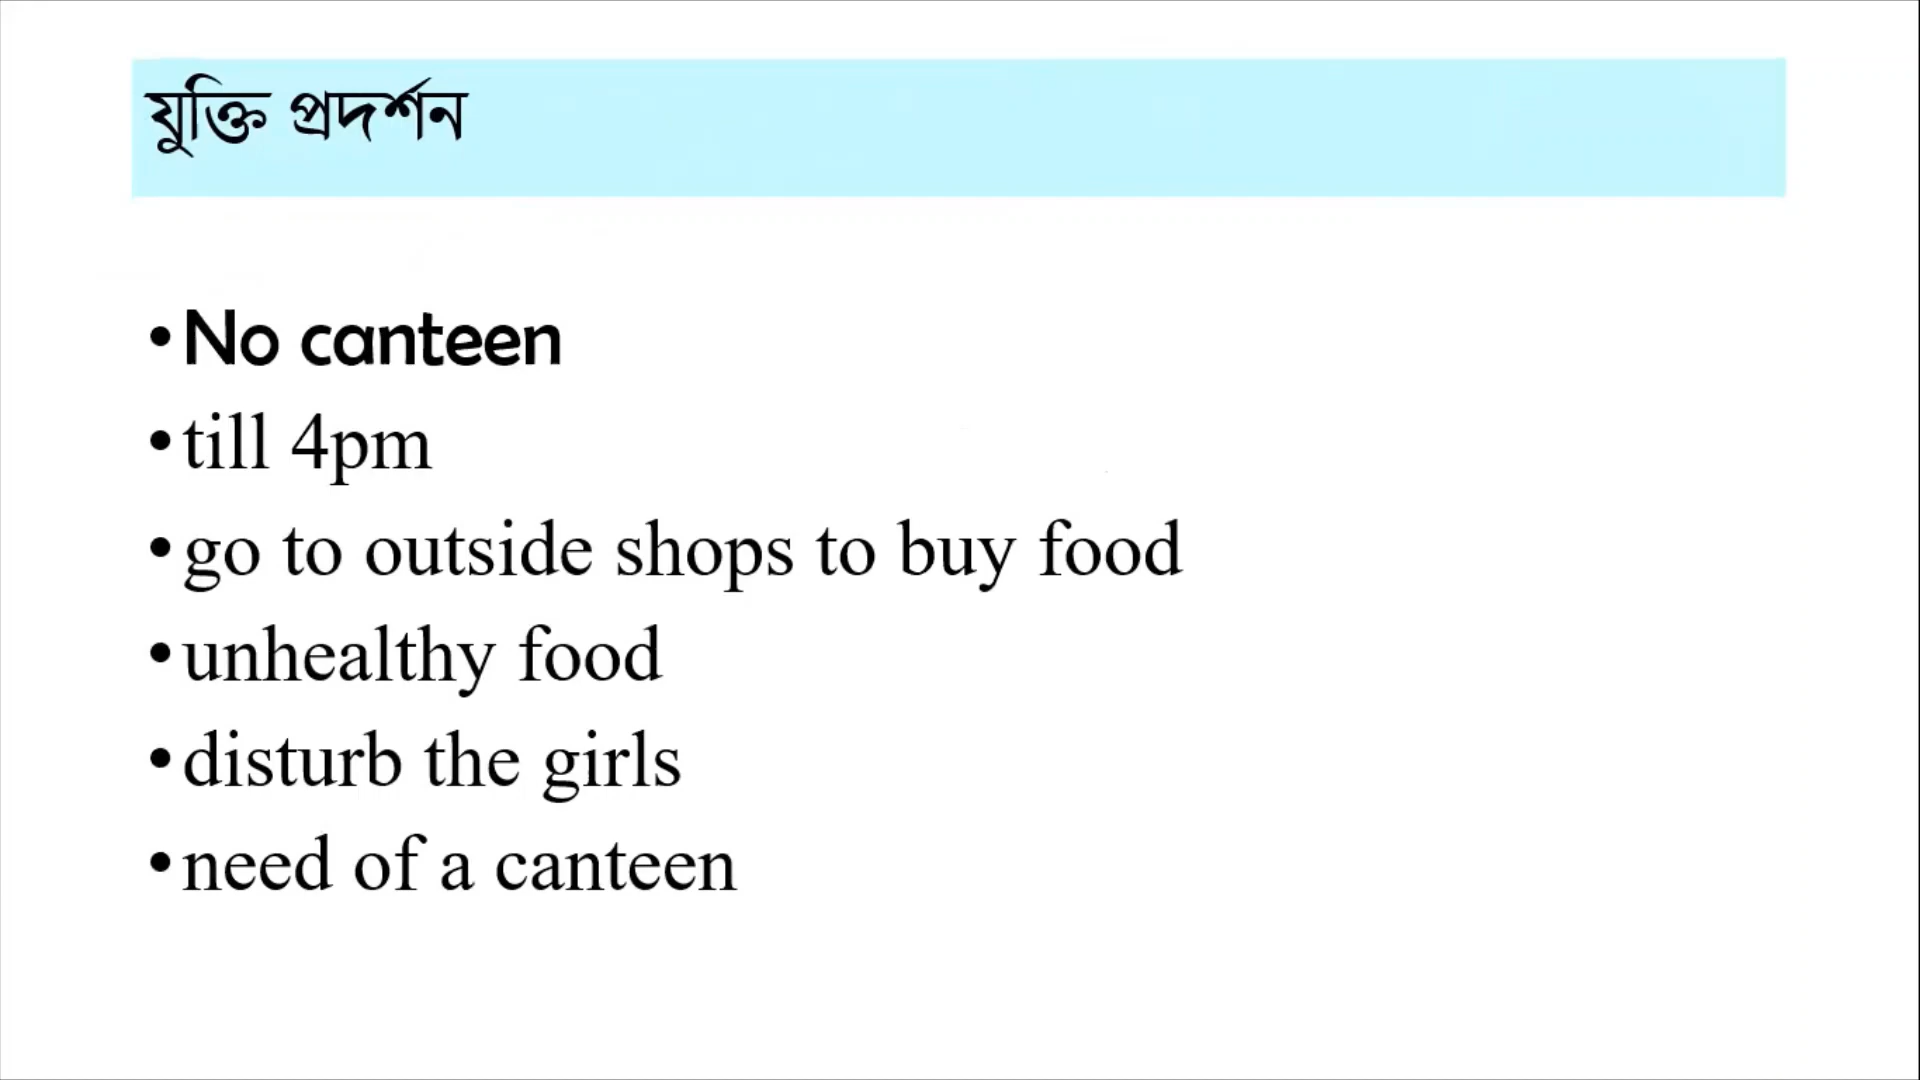 যুক্তি প্রদর্শন
•No canteen
•till 4pm
•go to outside shops to buy food
•unhealthy food
•disturb the girls
•need of a canteen